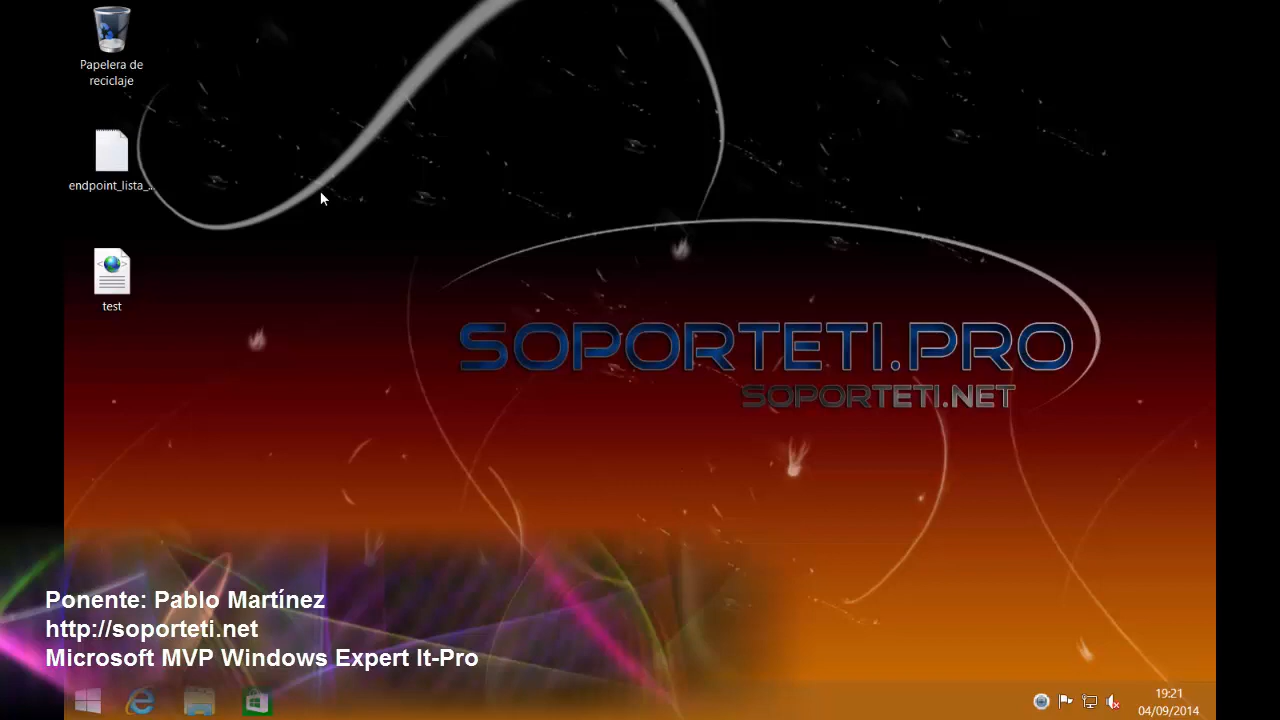 Papelera de
reciclaje
endpoint_lista_...
test
SOPORTETI.PRO
SOPORTETI.NET
Ponente: Pablo Martínez
http://soporteti.net
Microsoft MVP Windows Expert It-Pro
19:21
04/09/2014